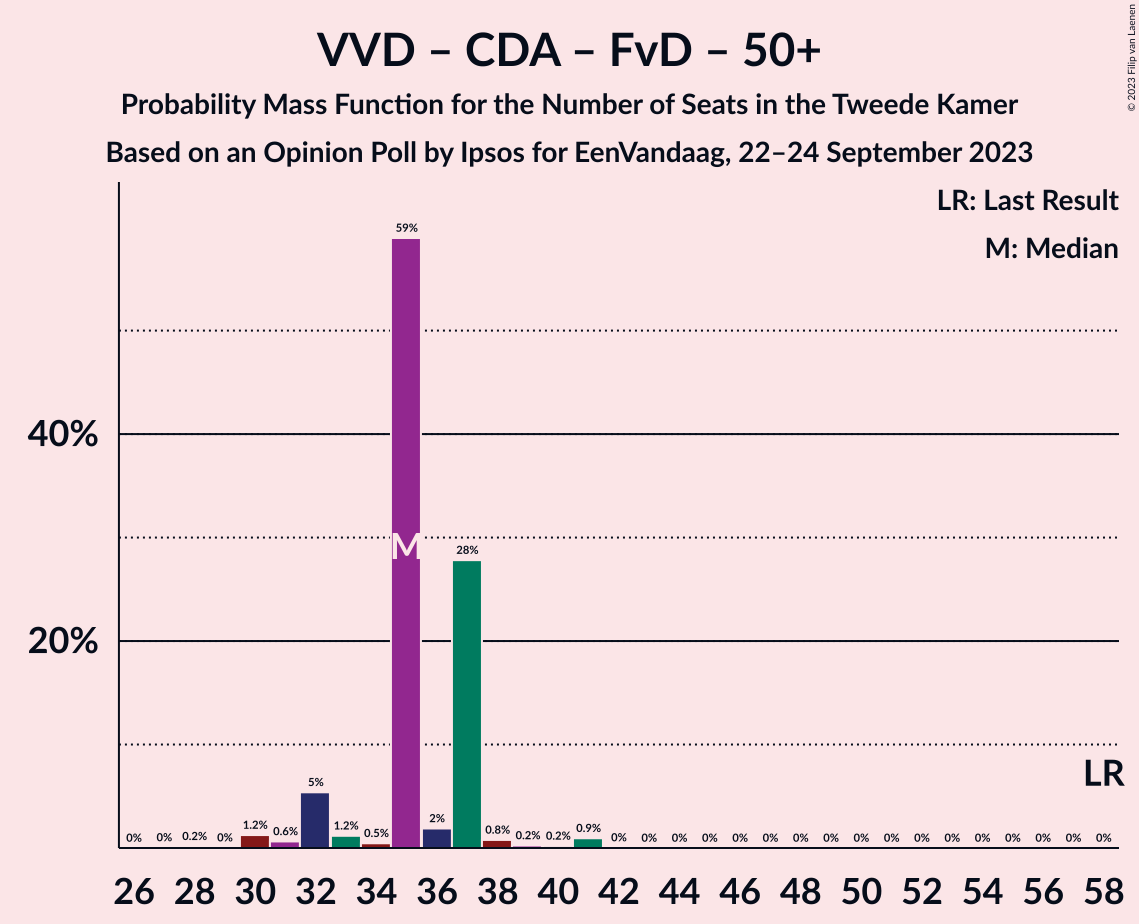 © 2023 Filip van Laenen
VVD – CDA – FvD – 50+
Probability Mass Function for the Number of Seats in the Tweede Kamer
Based on an Opinion Poll by Ipsos for EenVandaag, 22–24 September 2023
LR: Last Result
M: Median
40%
20%
0% 0% 0.2% 0% 1.2% 0.6% 5% 1.2% 0.5% 59% 2% 28% 0.8% 0.2% 0.2% 0.9% 0% 0% 0% 0% 0% 0% 0% 0% 0% 0% 0% 0% 0% 0% 0% 0% 0%
M
LR
26 28 30 32 34 36 38 40 42 44 46 48 50 52 54 56 58